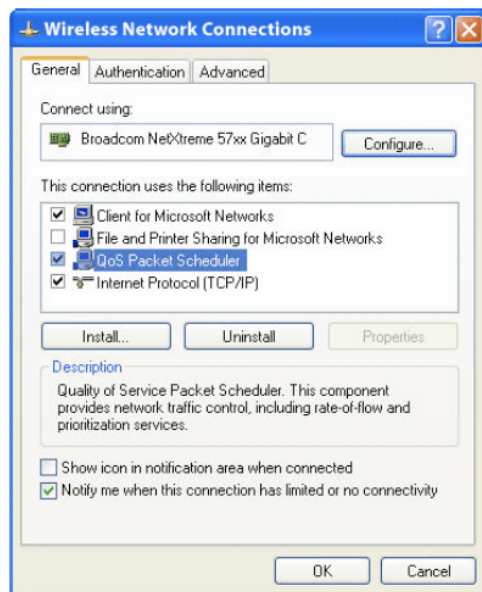 Wireless Network Connections
General Authentication Advanced
Connect using:
Broadcom NetXtreme 57xx Gigabit C
Configure...
This connection uses the following items:
Client for Microsoft Networks
File and Printer Sharing for Microsoft Networks
QoS Packet Scheduler
Internet Protocol (TCP/IP)
Install... Uninstall Properties
Description
Quality of Service Packet Scheduler. This component
provides network traffic control, including rate-of-flow and
prioritization services.
Show icon in notification area when connected
Notify me when this connection has limited or no connectivity
OK Cancel